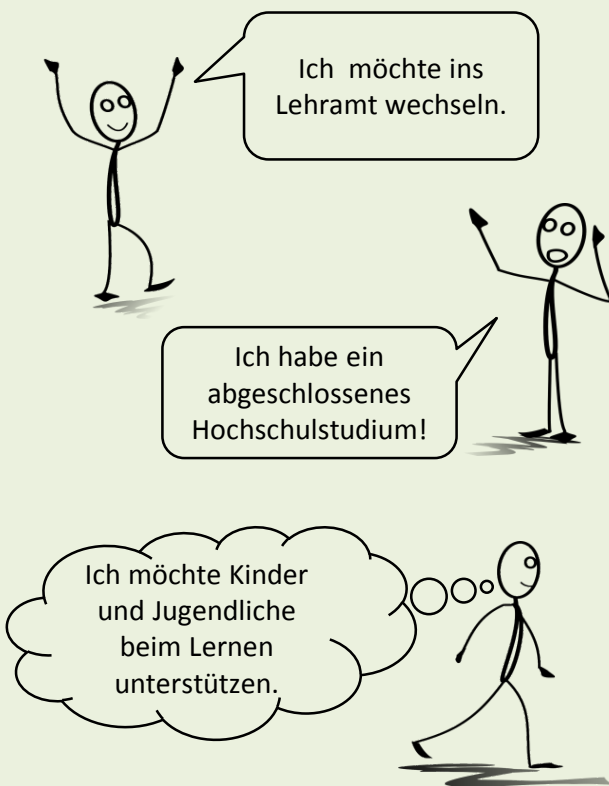 Ich möchte ins
Lehramt wechseln.
Ich habe ein
abgeschlossenes
Hochschulstudium!
Ich möchte Kinder
und Jugendliche
beim Lernen
unterstützen.